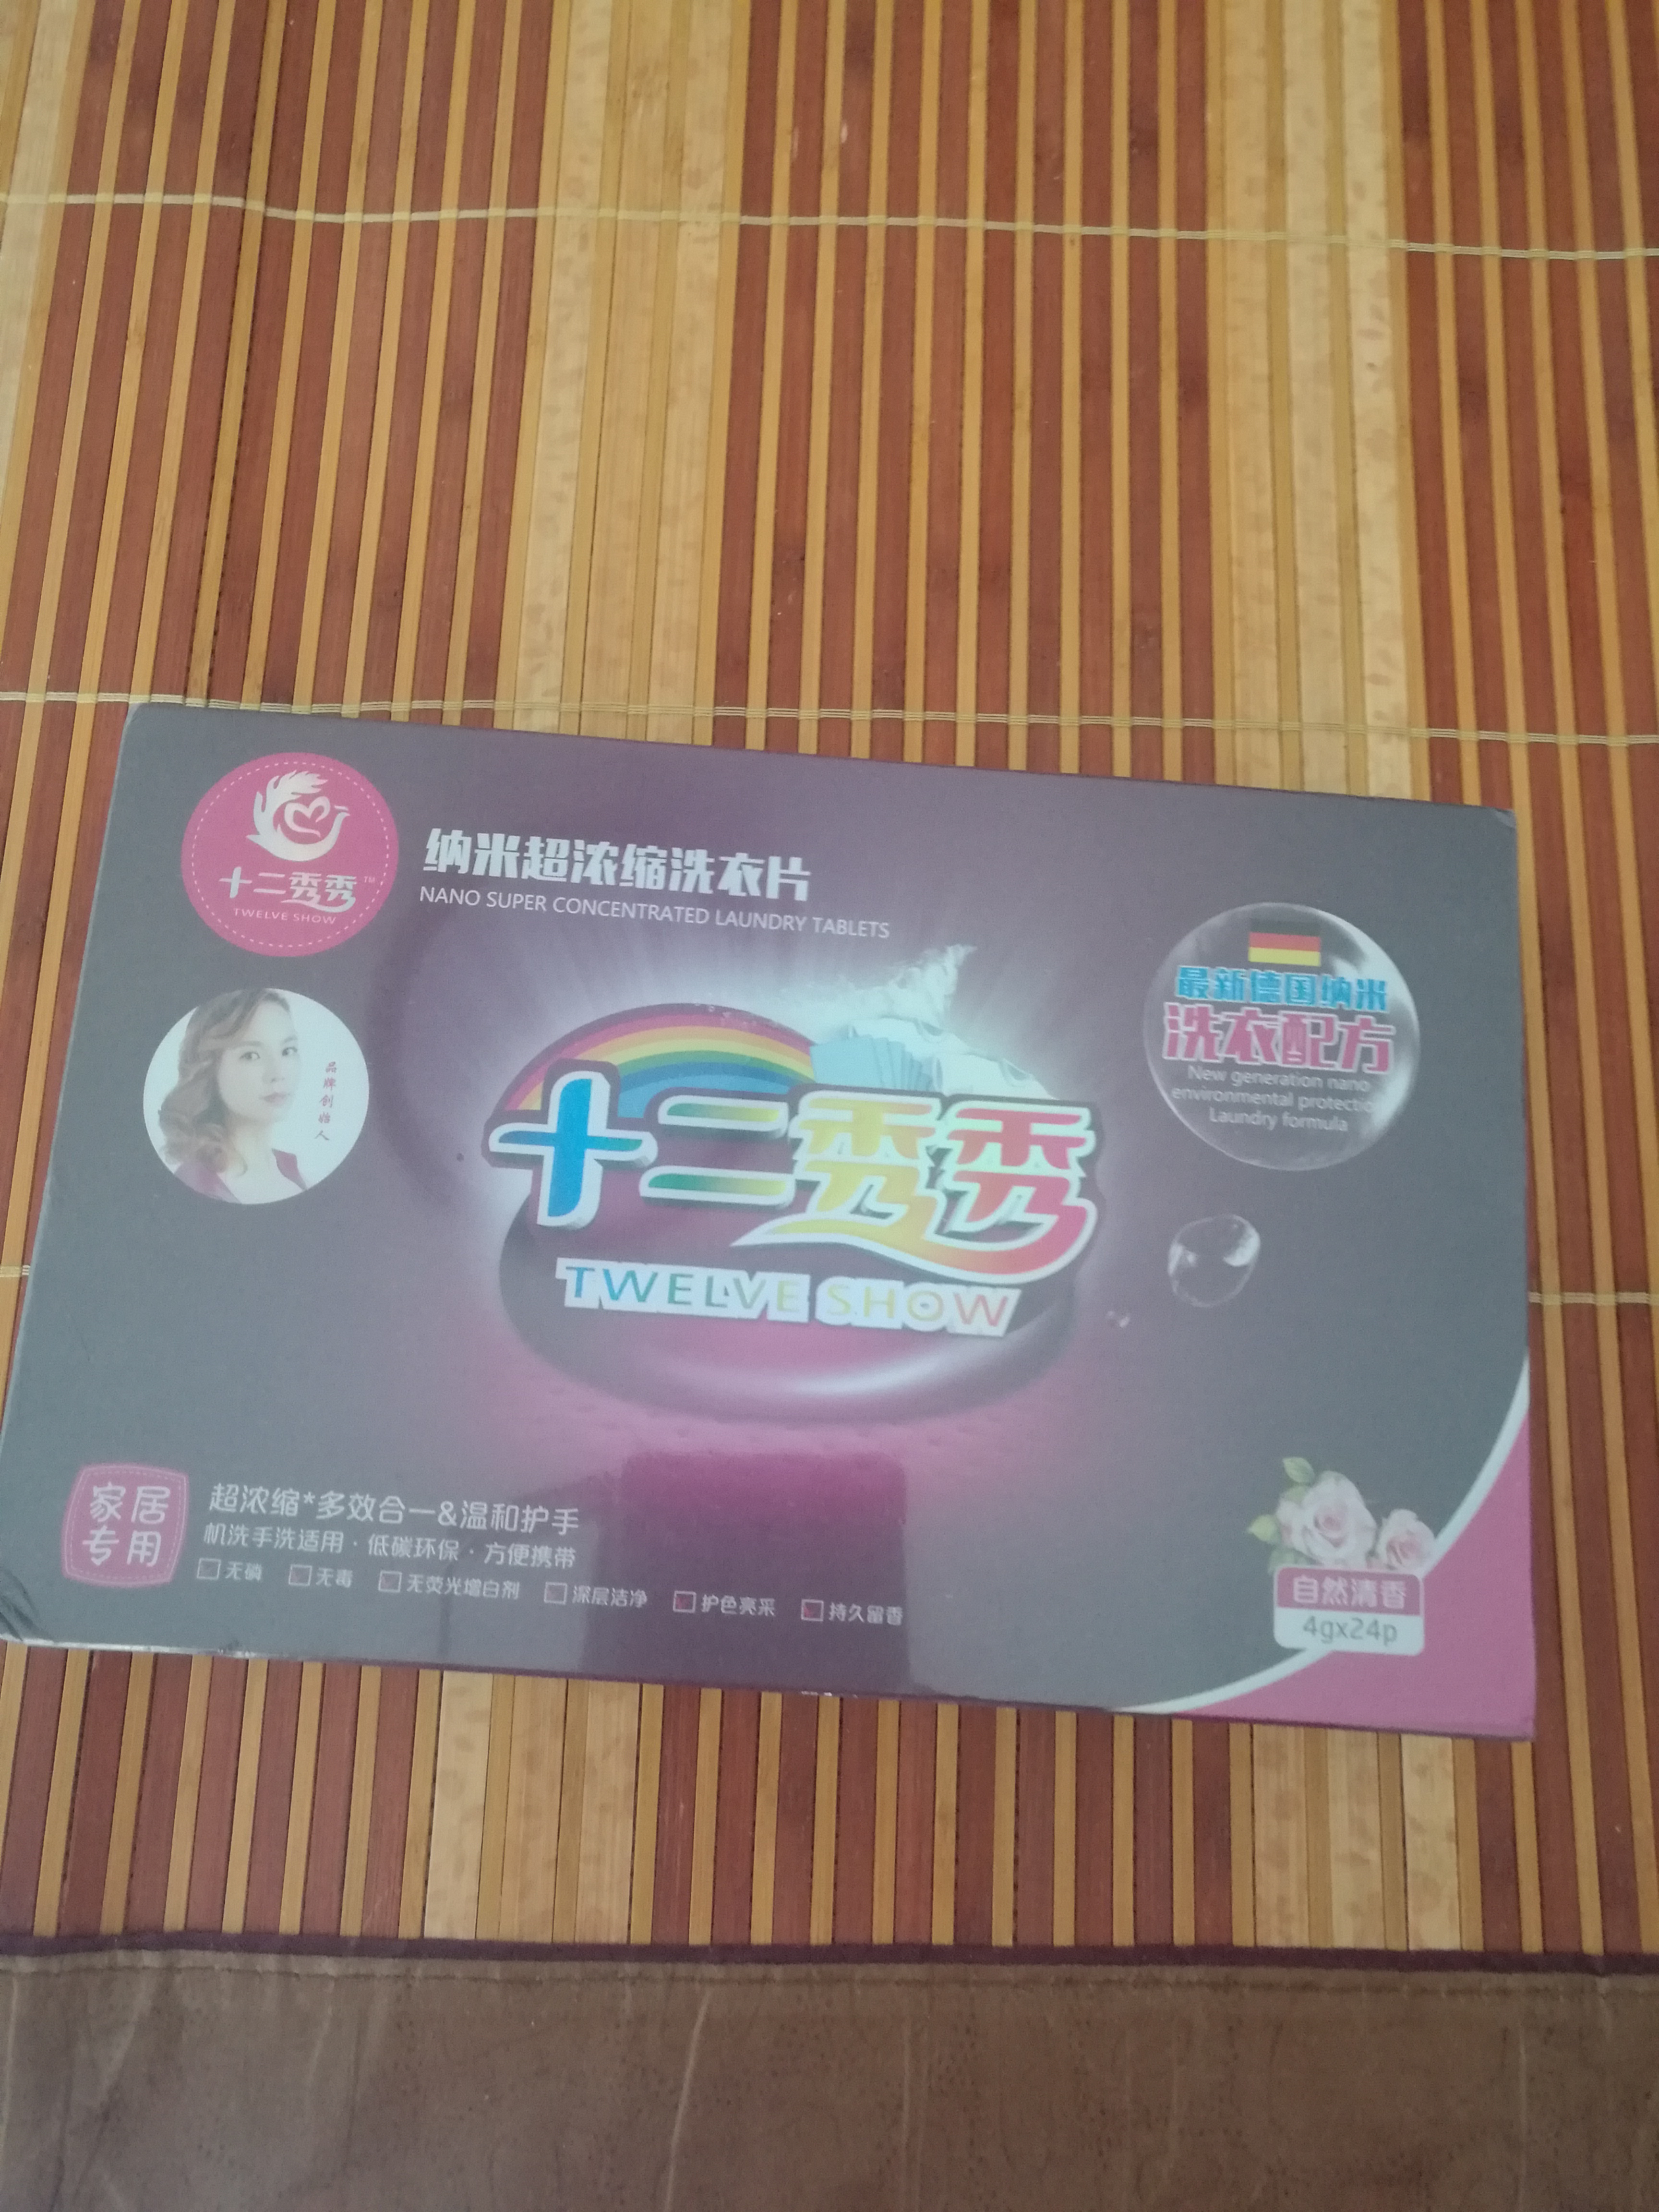 十二秀秀™
TWELVE SHOW
纳米超浓缩洗衣片
NANO SUPER CONCENTRATED LAUNDRY TABLETS
品牌创始人
最新德国纳米
洗衣配方
New generation nano
environmental protectio
Laundry formula
十二秀秀
TWELVE SHOW
家居
专用
超浓缩*多效合一&温和护手
机洗手洗适用·低碳环保·方便携带
无磷 无毒 无荧光增白剂 深层洁净 护色亮采 持久留香
自然清香
4gx24p